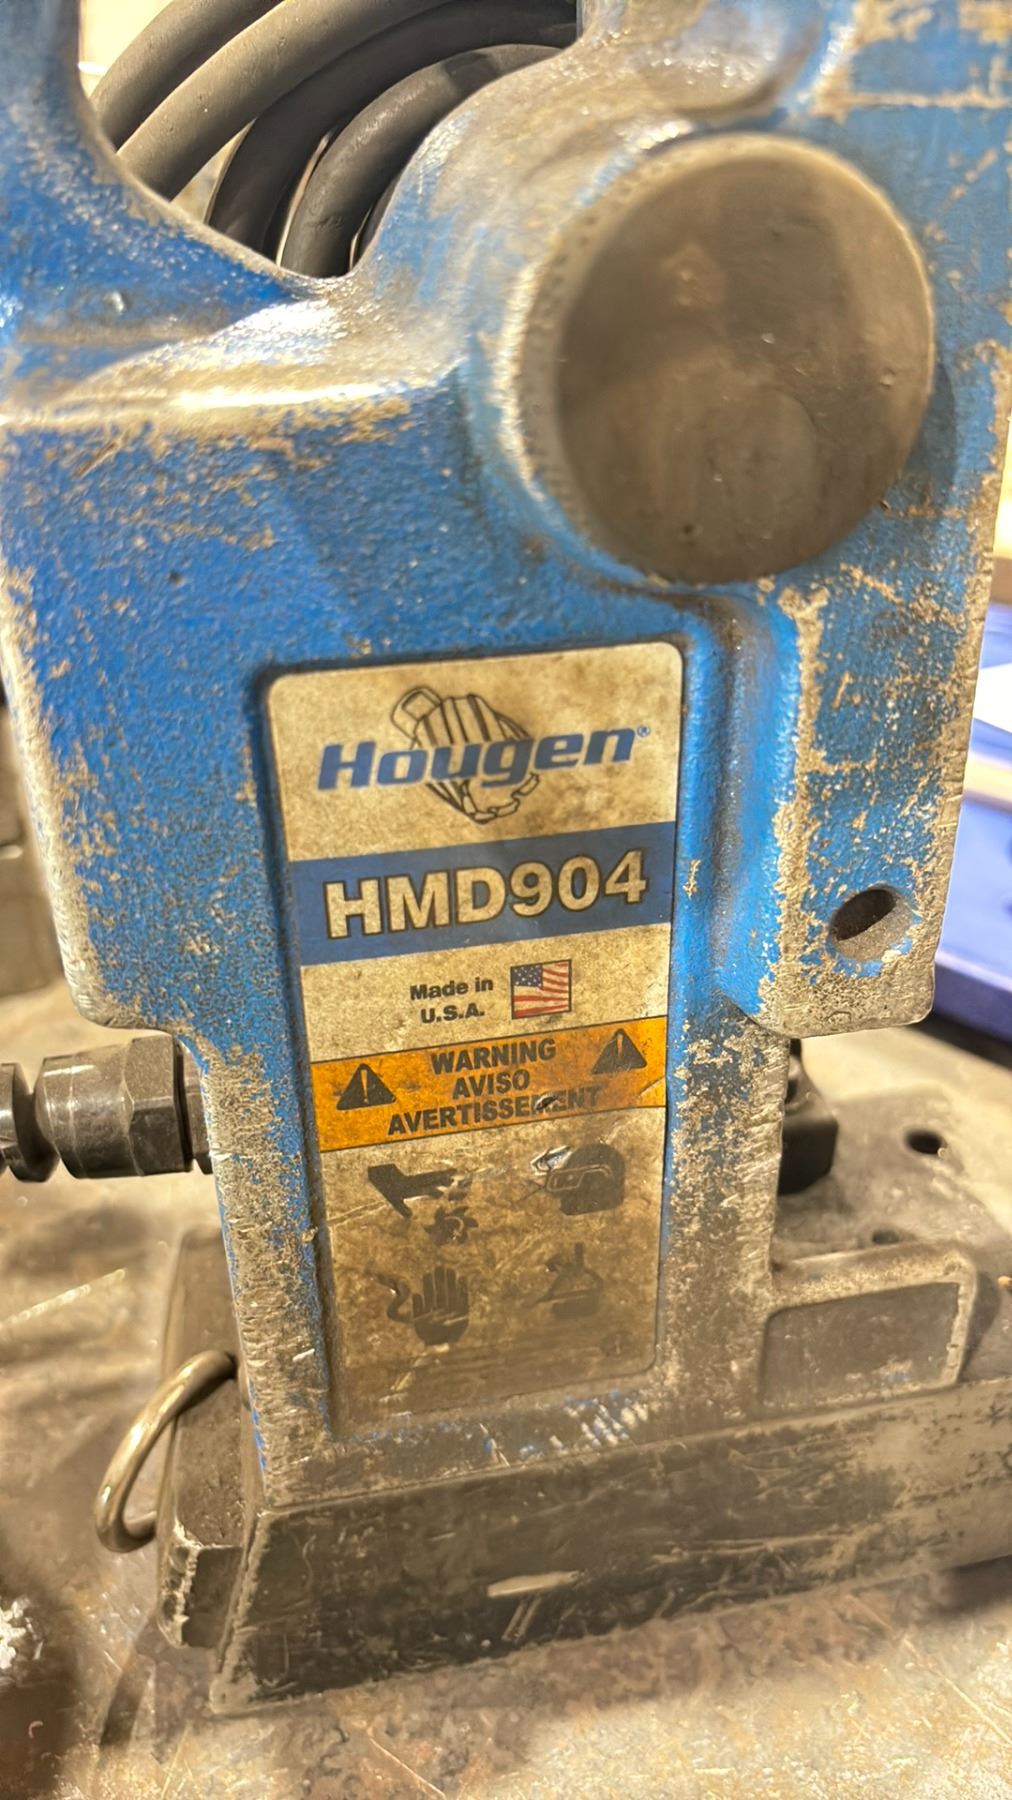 Hougen®
HMD904
Made in
U.S.A.
WARNING
AVISO
AVERTISSEMENT